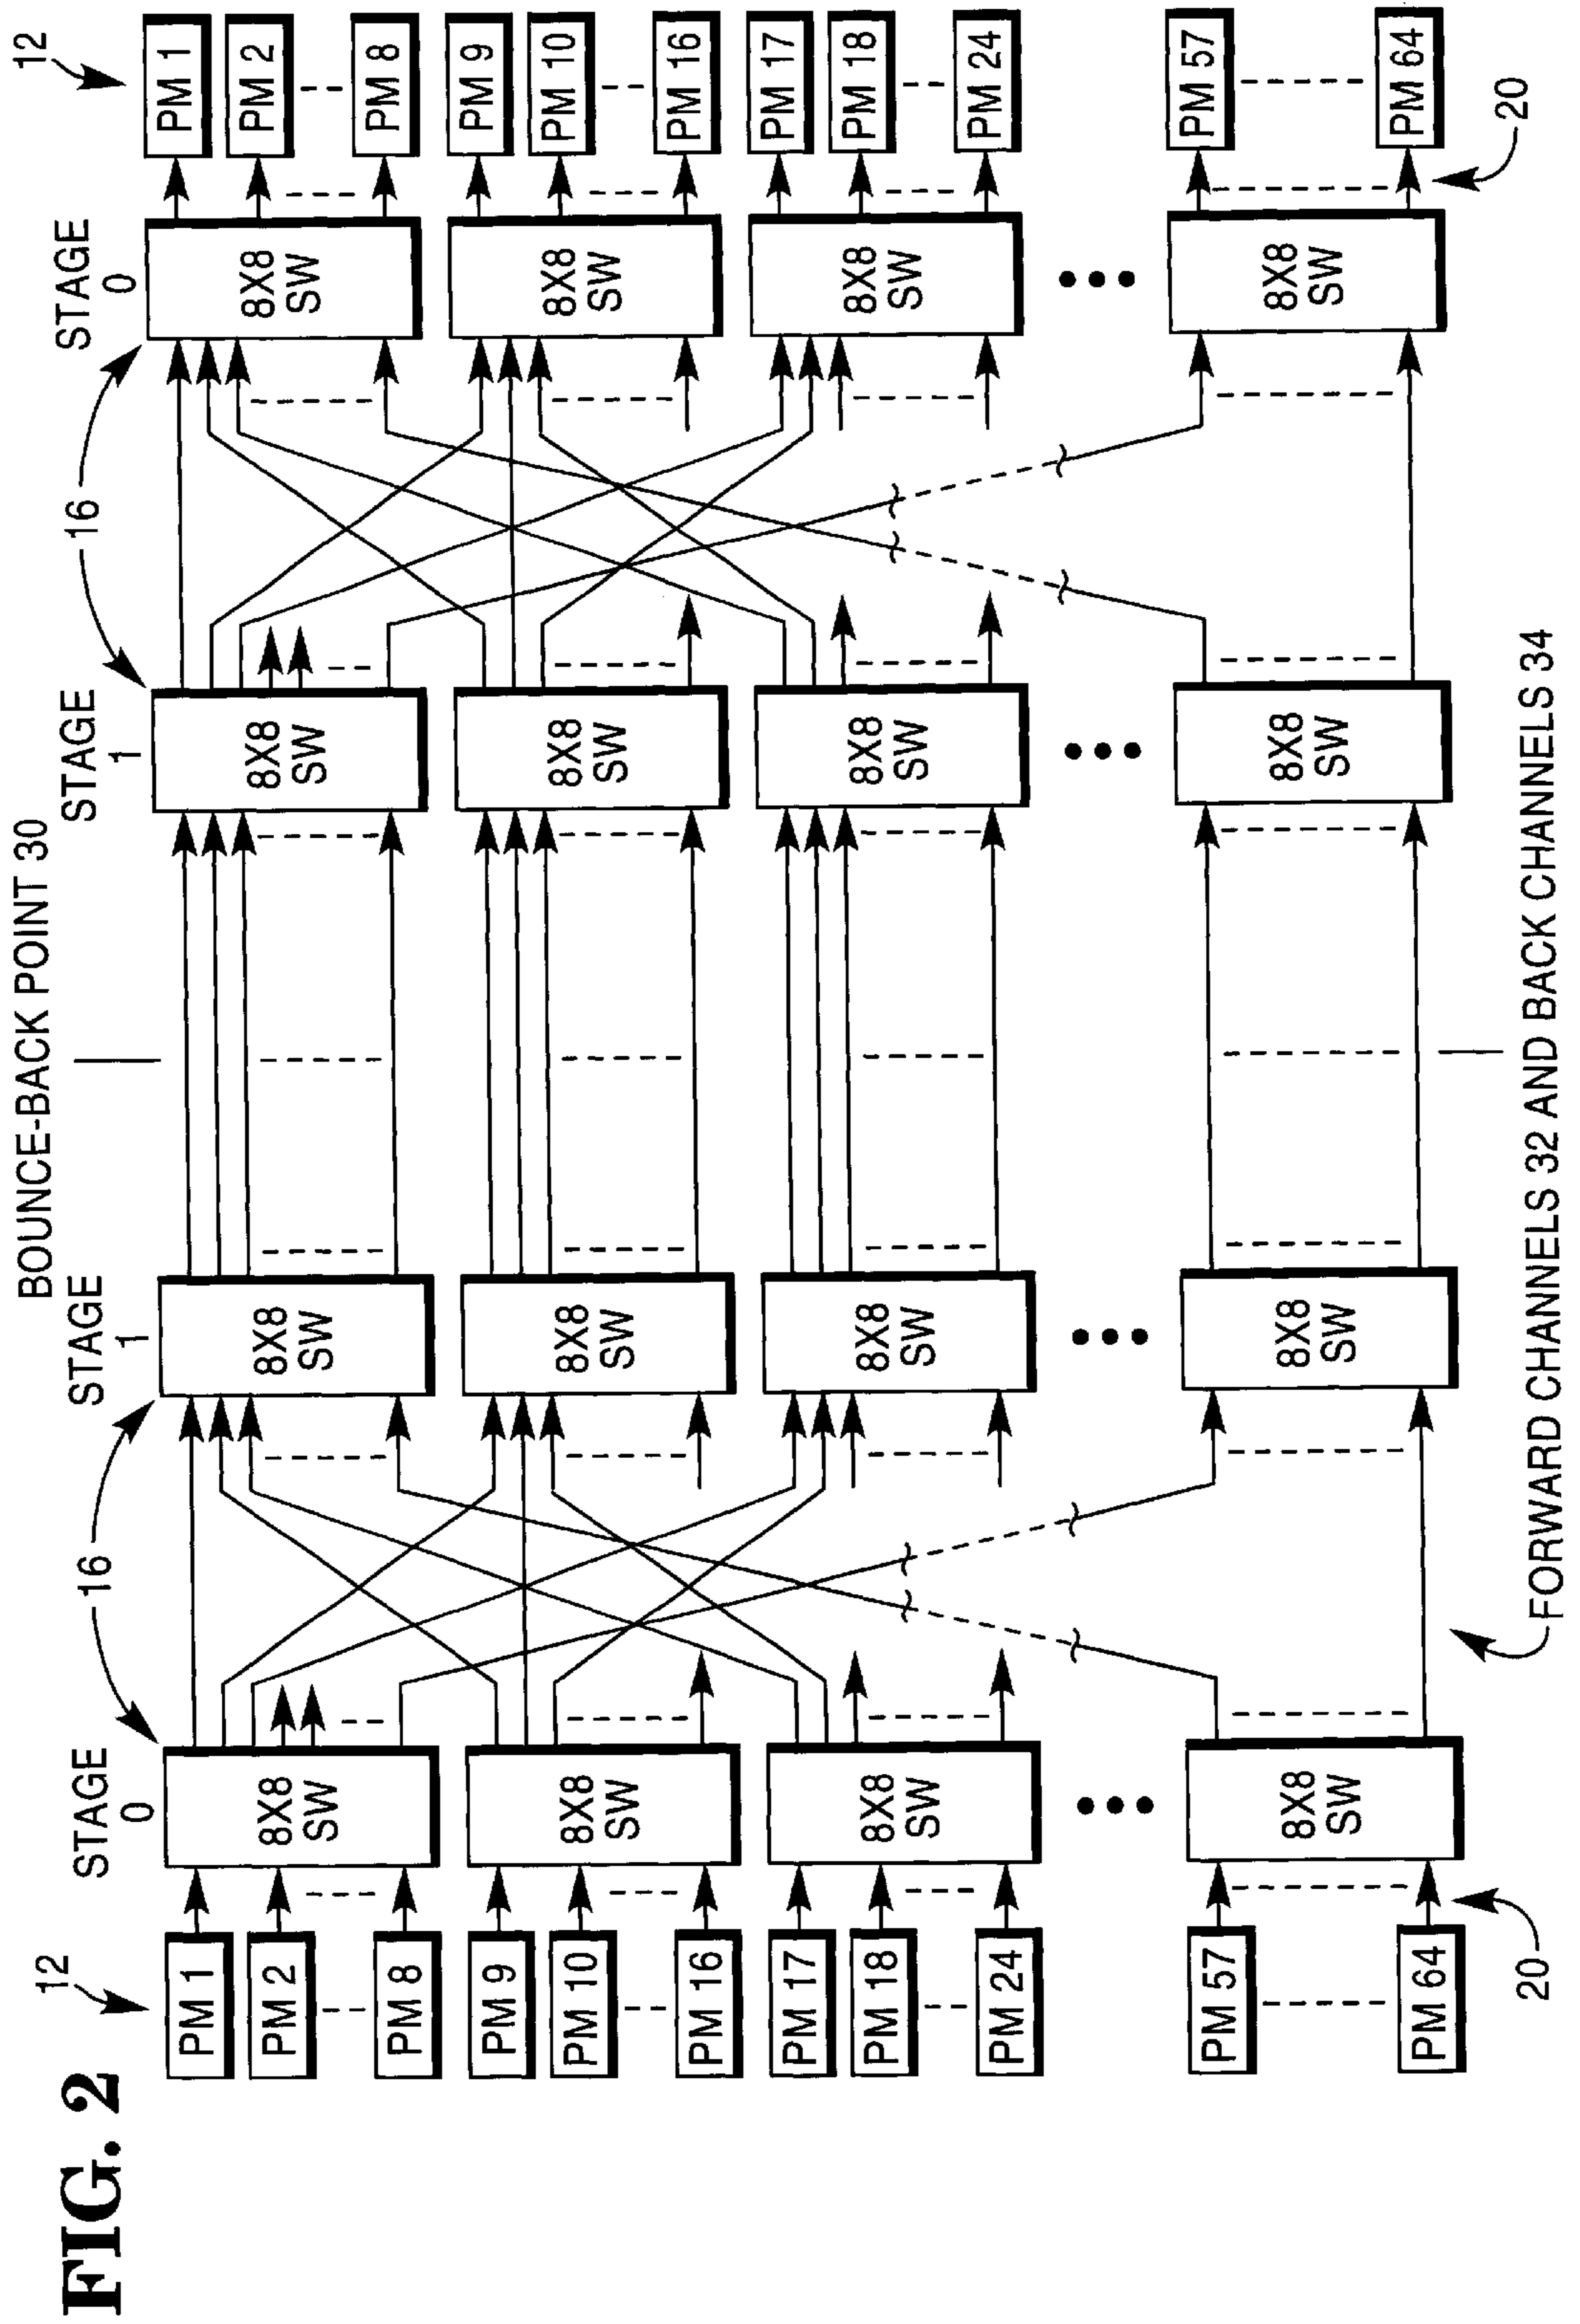 FIG. 2
BOUNCE-BACK POINT 30
12
16
16
12
STAGE
0
STAGE
1
STAGE
1
STAGE
0
PM 1
PM 2
PM 8
8X8
SW
8X8
SW
8X8
SW
8X8
SW
PM 1
PM 2
PM 8
PM 9
PM 10
PM 16
8X8
SW
8X8
SW
8X8
SW
8X8
SW
PM 9
PM 10
PM 16
PM 17
PM 18
PM 24
8X8
SW
8X8
SW
8X8
SW
8X8
SW
PM 17
PM 18
PM 24
PM 57
PM 64
8X8
SW
8X8
SW
8X8
SW
8X8
SW
PM 57
PM 64
20
20
FORWARD CHANNELS 32 AND BACK CHANNELS 34